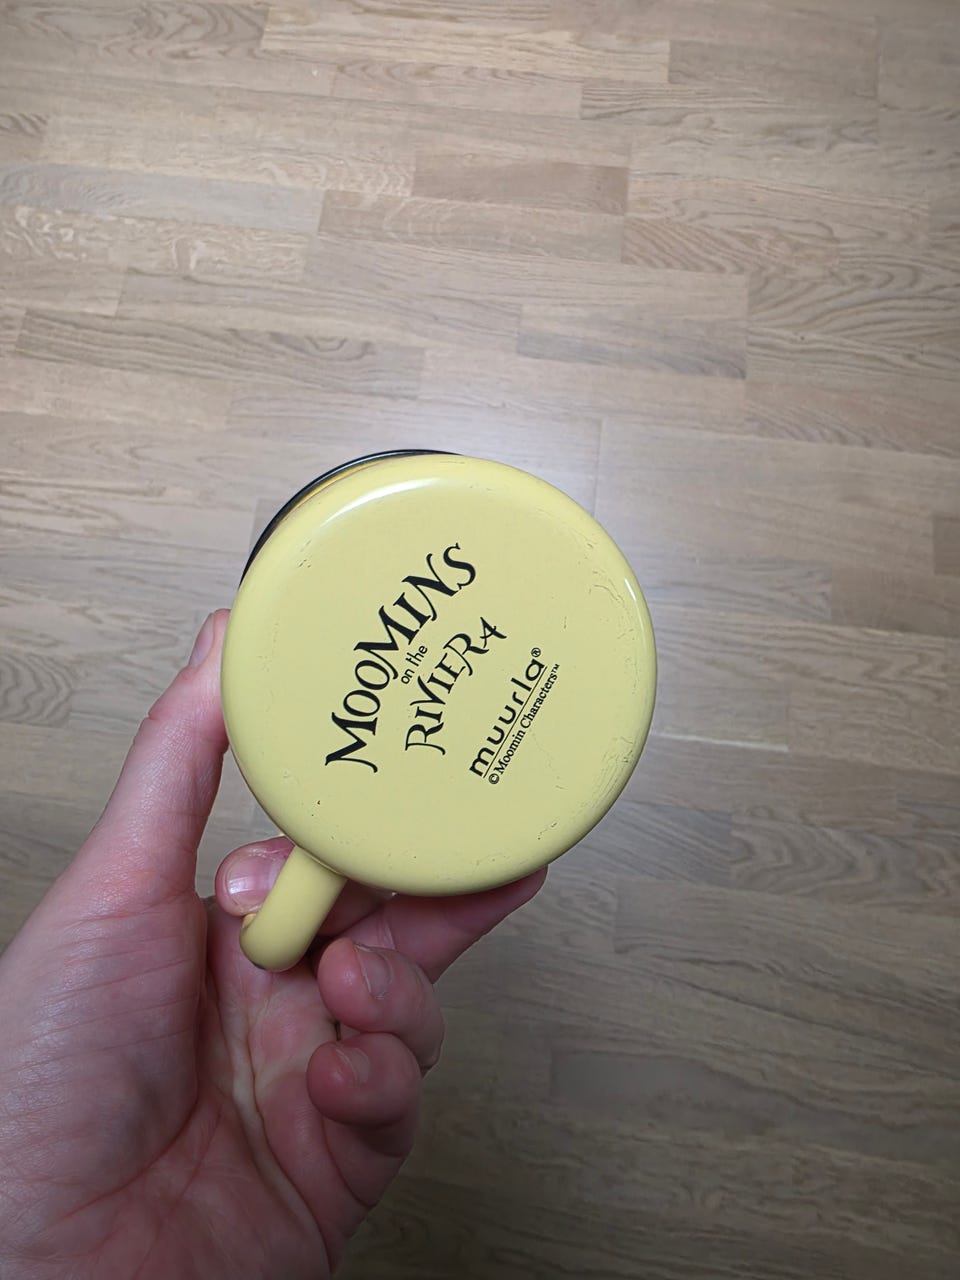 MOOMINS
on the
RIVIERA
muurla®
© Moomin Characters™